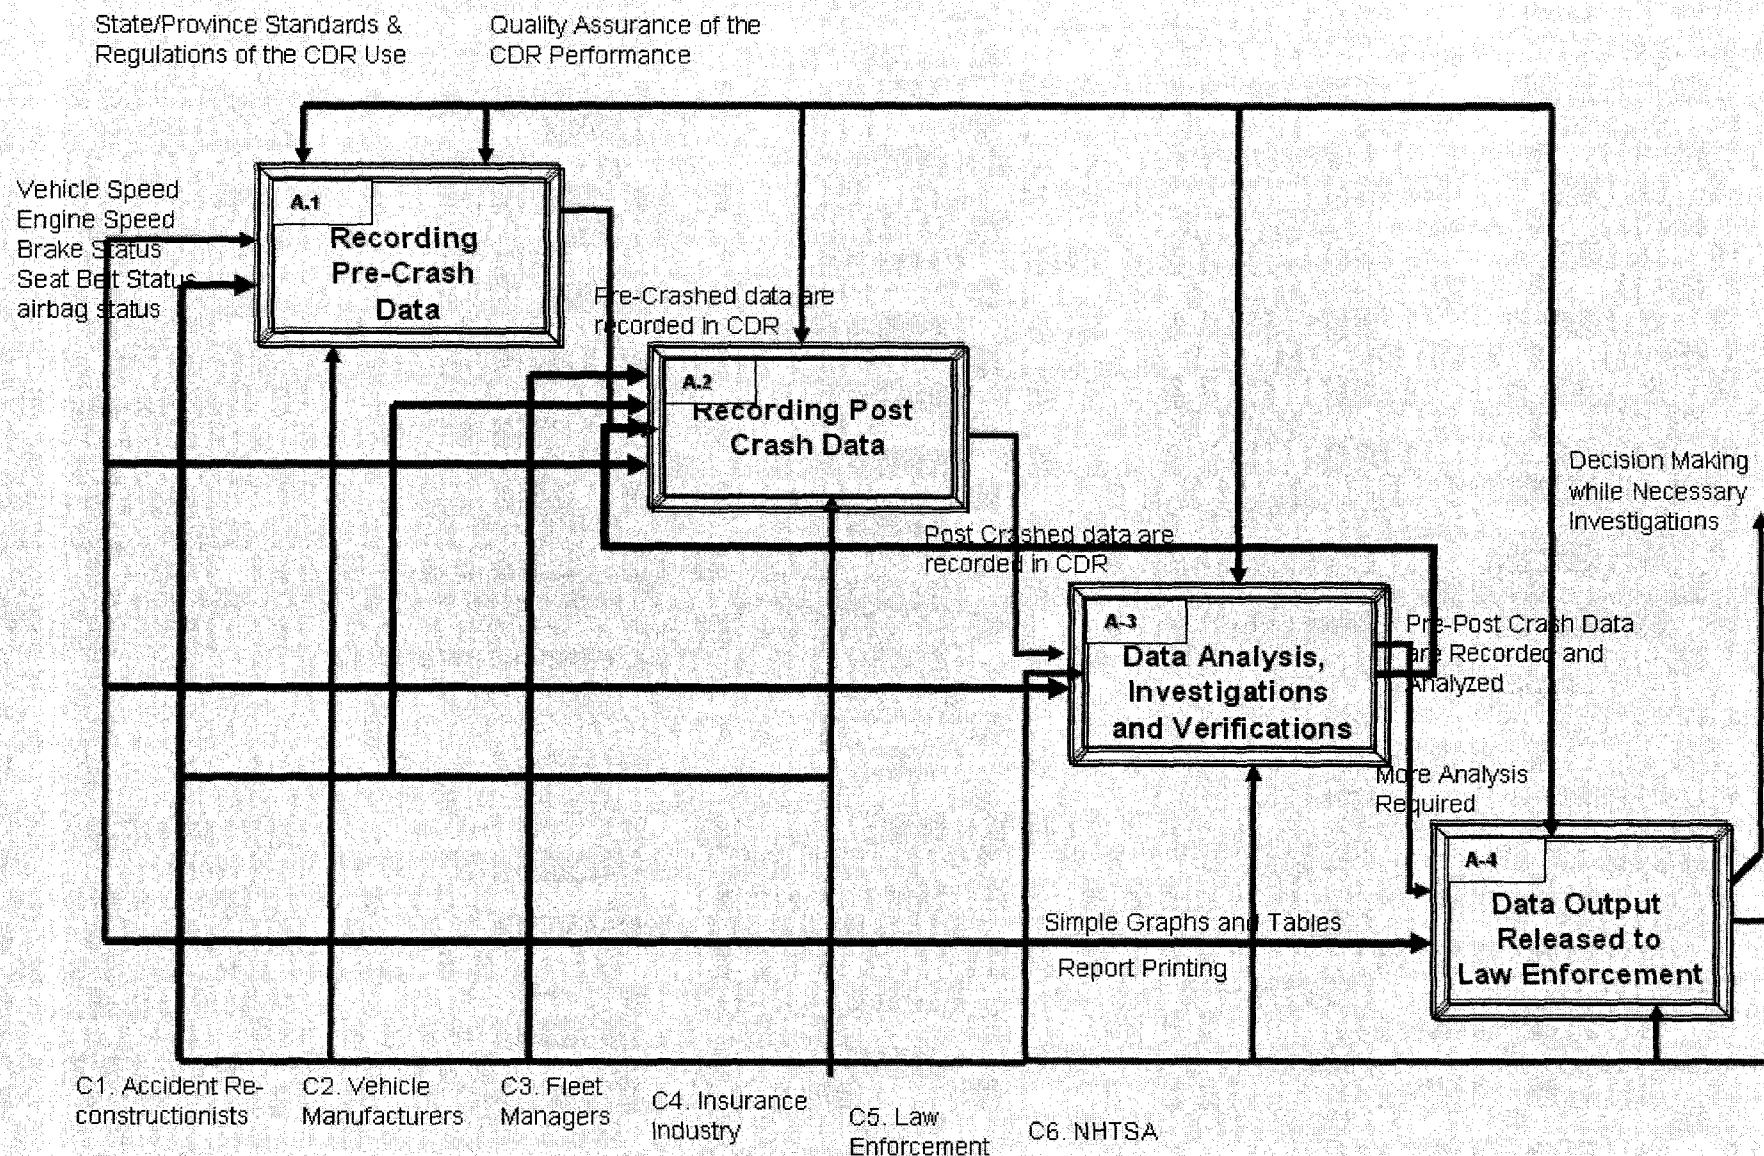 State/Province Standards &
Regulations of the CDR Use
Quality Assurance of the
CDR Performance
Vehicle Speed
Engine Speed
Brake Status
Seat Belt Status
airbag status
A.1
Recording
Pre-Crash
Data
Pre-Crashed data are
recorded in CDR
A.2
Recording Post
Crash Data
Decision Making
while Necessary
Investigations
Post Crashed data are
recorded in CDR
A-3
Data Analysis,
Investigations
and Verifications
Pre-Post Crash Data
are Recorded and
Analyzed
More Analysis
Required
A-4
Data Output
Released to
Law Enforcement
Simple Graphs and Tables
Report Printing
C1. Accident Re-
constructionists
C2. Vehicle
Manufacturers
C3. Fleet
Managers
C4. Insurance
Industry
C5. Law
Enforcement
C6. NHTSA